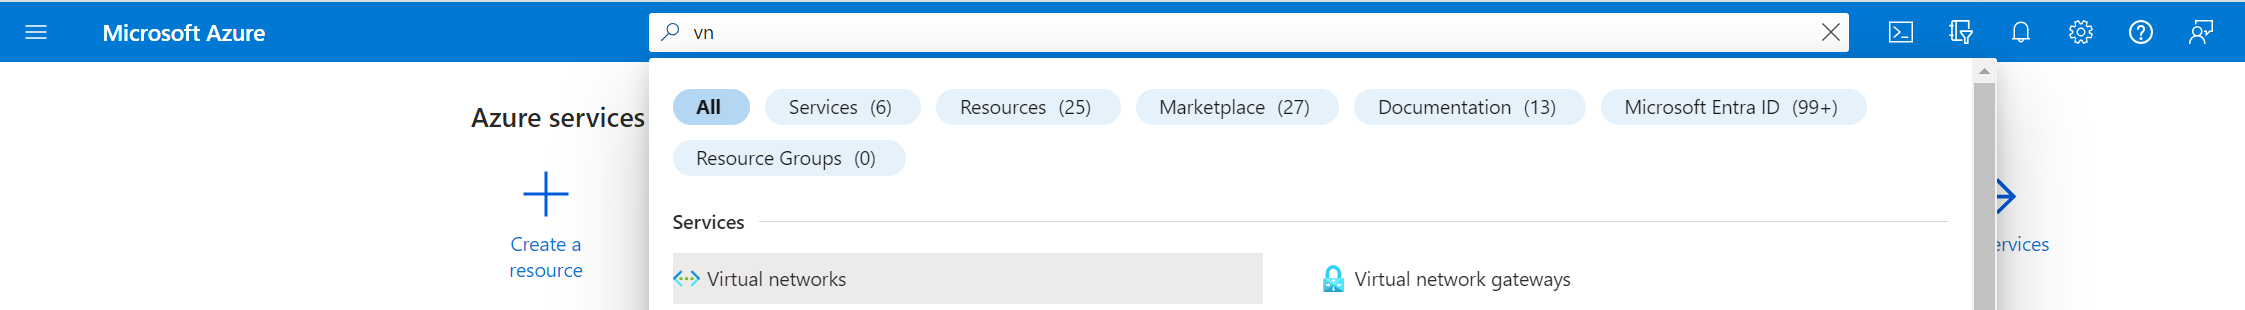 Microsoft Azure
vn
All
Services (6)
Resources (25)
Marketplace (27)
Documentation (13)
Microsoft Entra ID (99+)
Resource Groups (0)
Azure services
Create a
resource
Services
Virtual networks
Virtual network gateways
ervices